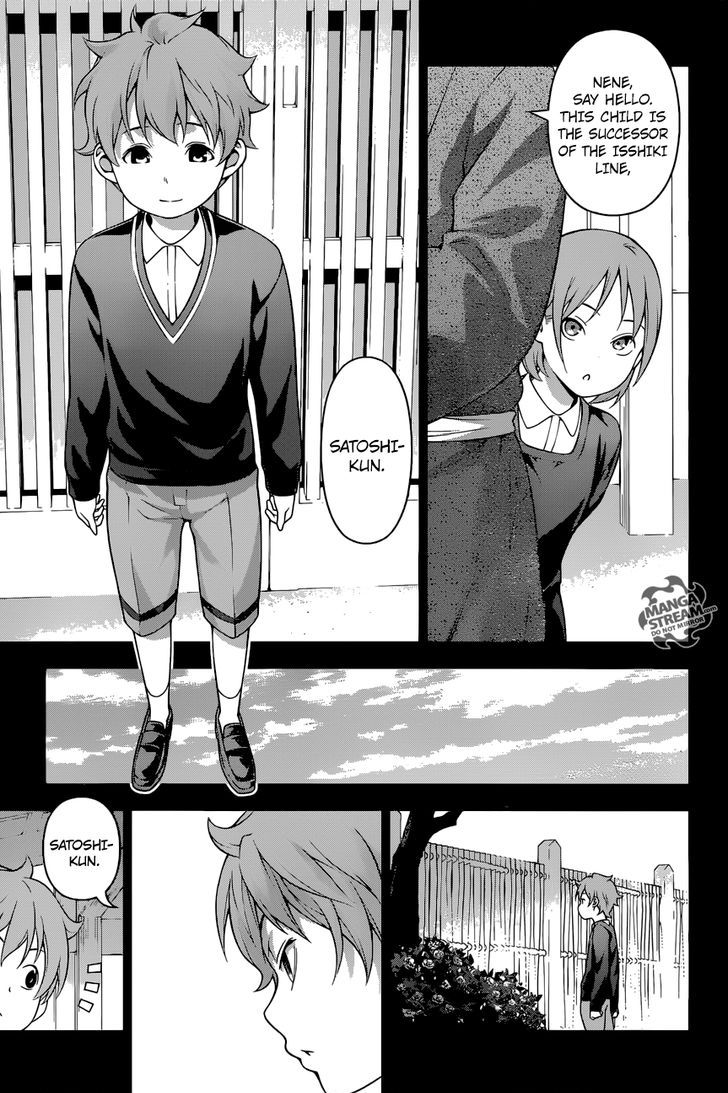 NENE,
SAY HELLO.
THIS CHILD IS
THE SUCCESSOR
OF THE ISSHIKI
LINE,
SATOSHI-
KUN.
MANGA
STREAM.com
DO NOT MIRROR
SATOSHI-
KUN.